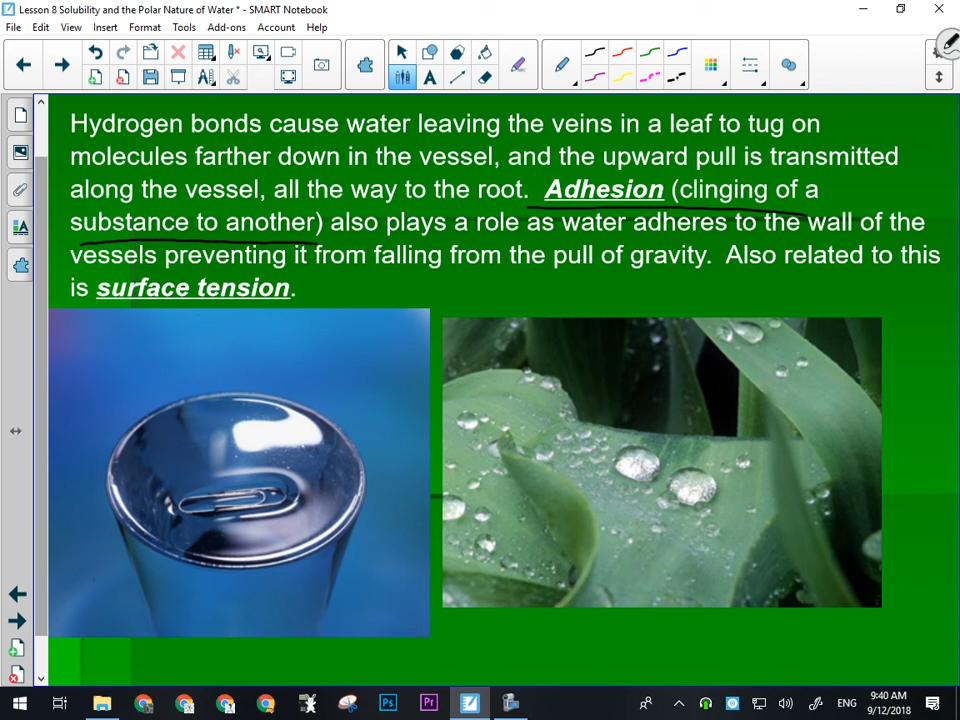 Lesson 8 Solubility and the Polar Nature of Water * - SMART Notebook
File Edit View Insert Format Tools Add-ons Account Help
Hydrogen bonds cause water leaving the veins in a leaf to tug on
molecules farther down in the vessel, and the upward pull is transmitted
along the vessel, all the way to the root. Adhesion (clinging of a
substance to another) also plays a role as water adheres to the wall of the
vessels preventing it from falling from the pull of gravity. Also related to this
is surface tension.
Ps Pr ENG
9:40 AM
9/12/2018